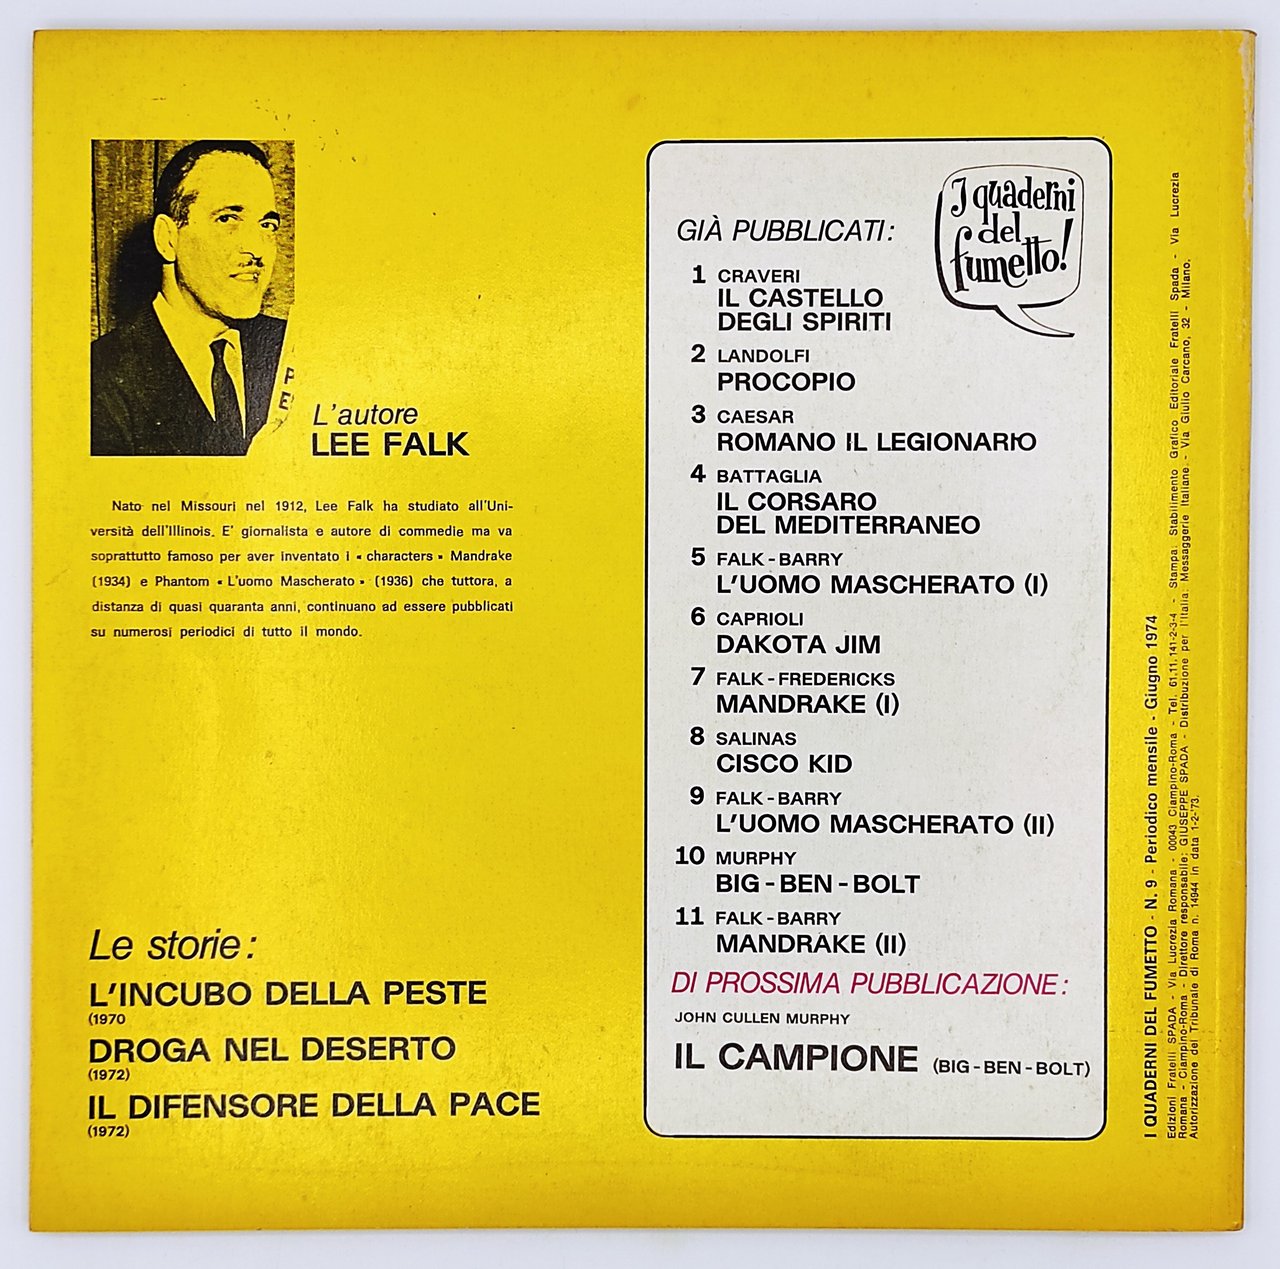 L'autore
LEE FALK
Nato nel Missouri nel 1912, Lee Falk ha studiato all'Uni-
versità dell'Illinois. E' giornalista e autore di commedie ma va
soprattutto famoso per aver inventato i « characters » Mandrake
(1934) e Phantom « L'uomo Mascherato » (1936) che tuttora, a
distanza di quasi quaranta anni, continuano ad essere pubblicati
su numerosi periodici di tutto il mondo.
Le storie:
L'INCUBO DELLA PESTE
(1970
DROGA NEL DESERTO
(1972)
IL DIFENSORE DELLA PACE
(1972)
I quaderni
del
fumetto!
GIÀ PUBBLICATI:
1 CRAVERI
IL CASTELLO
DEGLI SPIRITI
2 LANDOLFI
PROCOPIO
3 CAESAR
ROMANO IL LEGIONARIO
4 BATTAGLIA
IL CORSARO
DEL MEDITERRANEO
5 FALK-BARRY
L'UOMO MASCHERATO (I)
6 CAPRIOLI
DAKOTA JIM
7 FALK-FREDERICKS
MANDRAKE (I)
8 SALINAS
CISCO KID
9 FALK-BARRY
L'UOMO MASCHERATO (II)
10 MURPHY
BIG-BEN-BOLT
11 FALK-BARRY
MANDRAKE (II)
DI PROSSIMA PUBBLICAZIONE:
JOHN CULLEN MURPHY
IL CAMPIONE (BIG-BEN-BOLT)
I QUADERNI DEL FUMETTO - N. 9 - Periodico mensile - Giugno 1974
Edizioni Fratelli SPADA - Via Lucrezia Romana - 00043 Ciampino-Roma - Tel. 61.11.141-2-3-4 - Stampa: Stabilimento Grafico Editoriale Fratelli Spada - Via Lucrezia
Romana - Ciampino-Roma - Direttore responsabile: GIUSEPPE SPADA - Distribuzione per l'Italia: Messaggerie Italiane - Via Giulio Carcano, 32 - Milano.
Autorizzazione del Tribunale di Roma n. 14944 in data 1-2-'73.
P
E